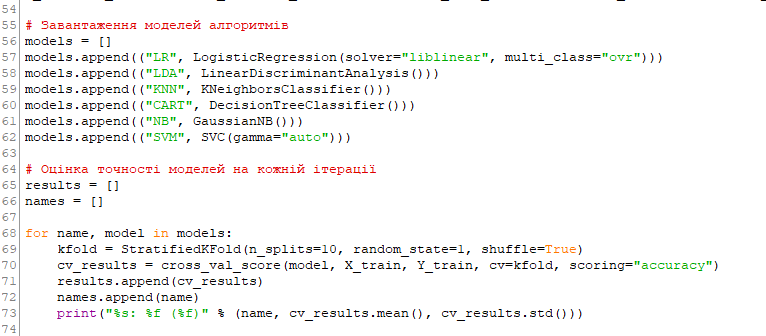 54
55 # Завантаження моделей алгоритмів
56 models = []
57 models.append(("LR", LogisticRegression(solver="liblinear", multi_class="ovr")))
58 models.append(("LDA", LinearDiscriminantAnalysis()))
59 models.append(("KNN", KNeighborsClassifier()))
60 models.append(("CART", DecisionTreeClassifier()))
61 models.append(("NB", GaussianNB()))
62 models.append(("SVM", SVC(gamma="auto")))
63
64 # Оцінка точності моделей на кожній ітерації
65 results = []
66 names = []
67
68 for name, model in models:
69     kfold = StratifiedKFold(n_splits=10, random_state=1, shuffle=True)
70     cv_results = cross_val_score(model, X_train, Y_train, cv=kfold, scoring="accuracy")
71     results.append(cv_results)
72     names.append(name)
73     print("%s: %f (%f)" % (name, cv_results.mean(), cv_results.std()))
74